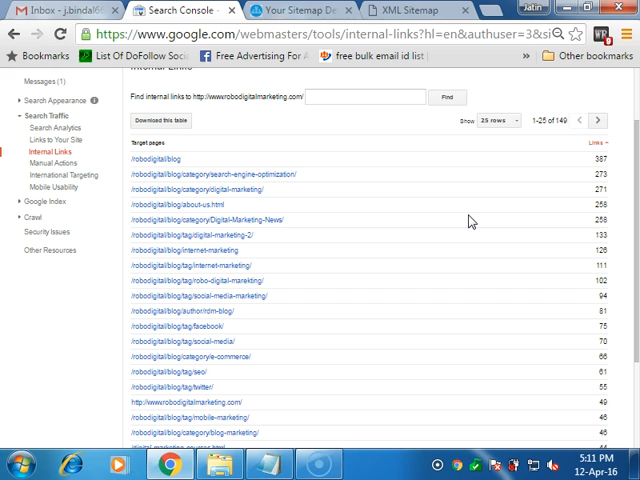 Inbox - j.bindal66
Search Console -
Your Sitemap De
XML Sitemap
Jatin
https://www.google.com/webmasters/tools/internal-links?hl=en&authuser=3&si
Bookmarks
List Of DoFollow Soci
Free Advertising For
free bulk email id list
»
Other bookmarks
Messages (1)
Search Appearance
Search Traffic
Search Analytics
Links to Your Site
Internal Links
Manual Actions
International Targeting
Mobile Usability
Google Index
Crawl
Security Issues
Other Resources
Internal Links
Find internal links to http://www.robodigitalmarketing.com/
Find
Download this table
Show 25 rows 1-25 of 149
Target pages Links
/robodigital/blog 387
/robodigital/blog/category/search-engine-optimization/ 273
/robodigital/blog/category/digital-marketing/ 271
/robodigital/blog/about-us.html 258
/robodigital/blog/category/Digital-Marketing-News/ 258
/robodigital/blog/tag/digital-marketing-2/ 133
/robodigital/blog/internet-marketing 126
/robodigital/blog/tag/internet-marketing/ 111
/robodigital/blog/tag/robo-digital-marekting/ 102
/robodigital/blog/tag/social-media-marketing/ 94
/robodigital/blog/author/rdm-blog/ 81
/robodigital/blog/tag/facebook/ 75
/robodigital/blog/tag/social-media/ 70
/robodigital/blog/category/e-commerce/ 66
/robodigital/blog/tag/seo/ 61
/robodigital/blog/tag/twitter/ 55
http://www.robodigitalmarketing.com/ 49
/robodigital/blog/tag/mobile-marketing/ 46
/robodigital/blog/category/blog-marketing/ 46
/digital-marketing-courses.html 44
5:11 PM
12-Apr-16